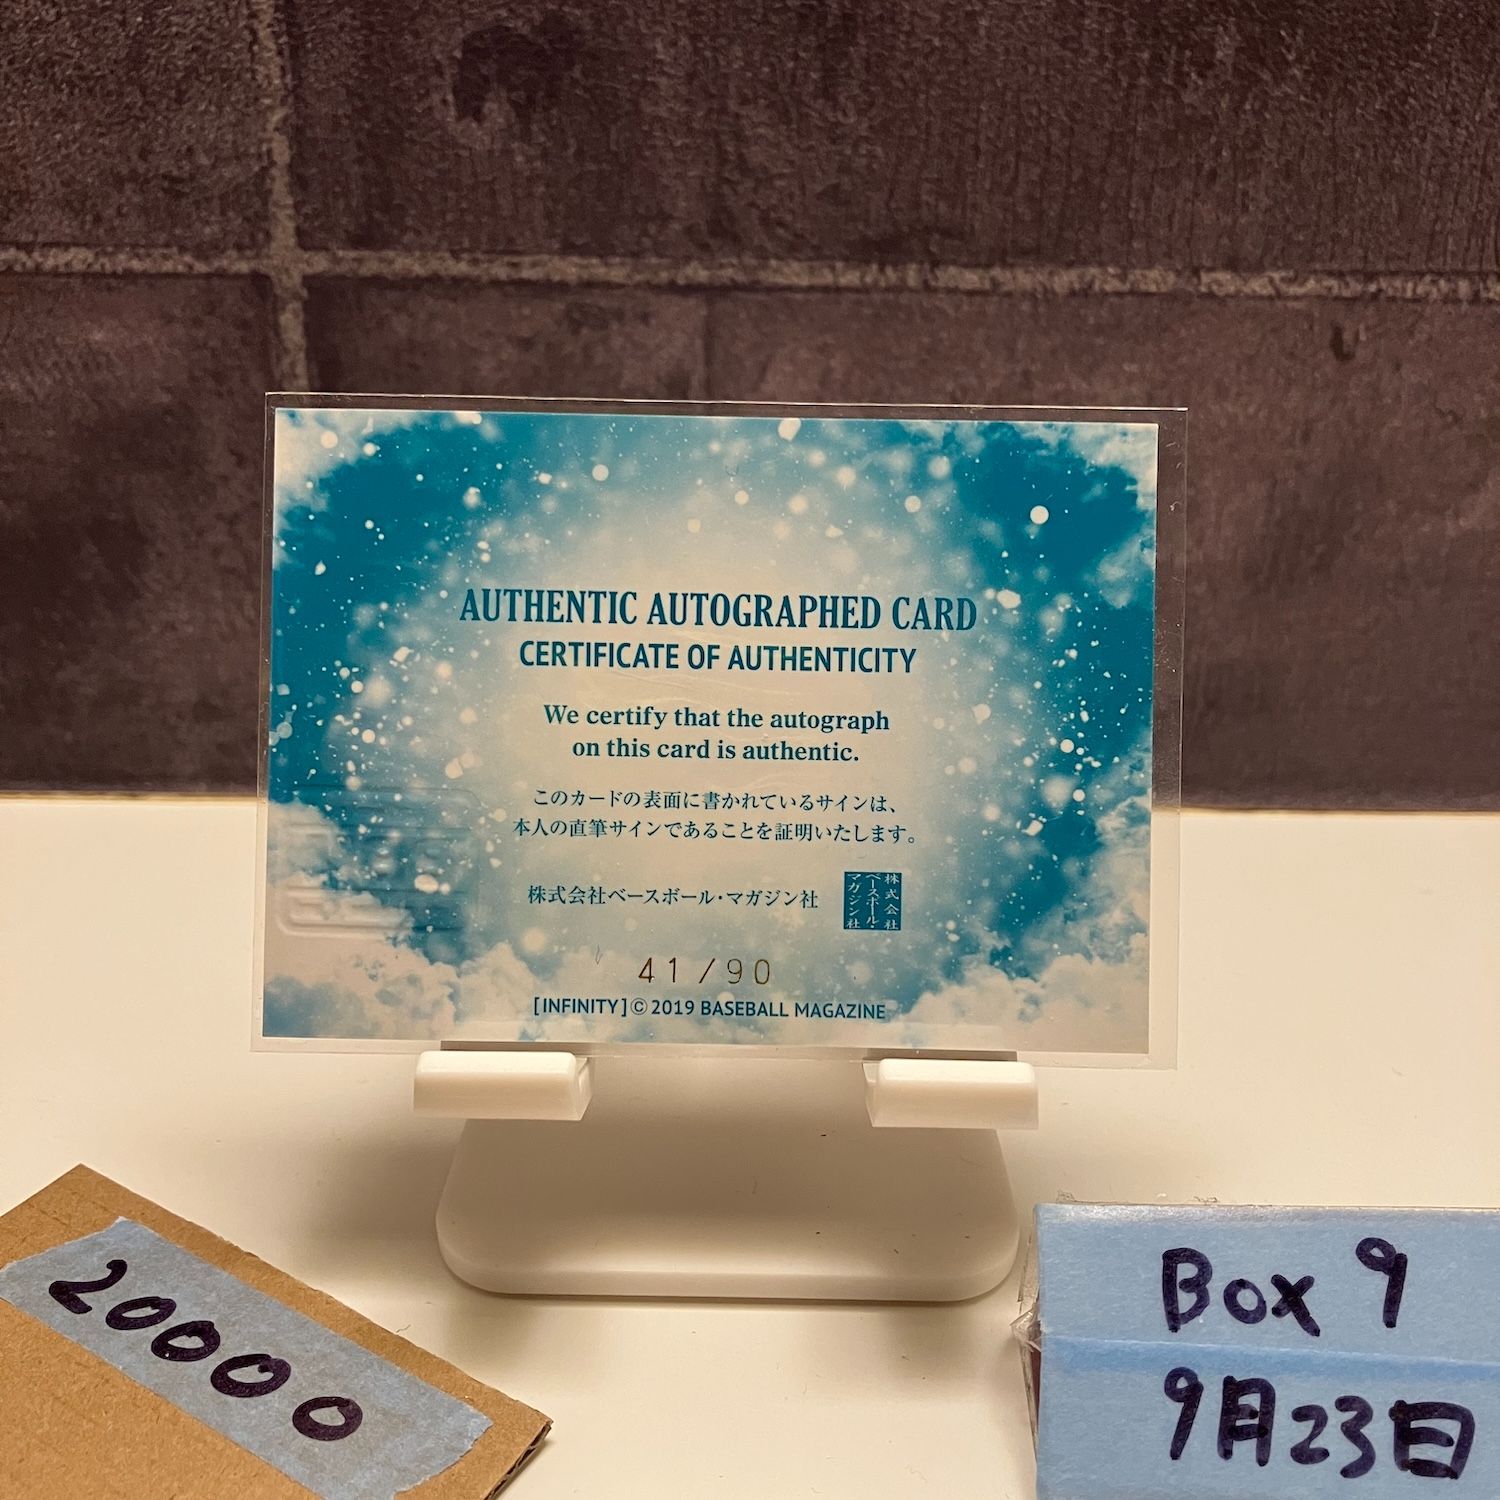 AUTHENTIC AUTOGRAPHED CARD
CERTIFICATE OF AUTHENTICITY
We certify that the autograph
on this card is authentic.
このカードの表面に書かれているサインは、
本人の直筆サインであることを証明いたします。
株式会社ベースボール・マガジン社
株式会社
ベースボール・
マガジン社
41/90
[INFINITY]©2019 BASEBALL MAGAZINE
20000
Box 9
9月23日